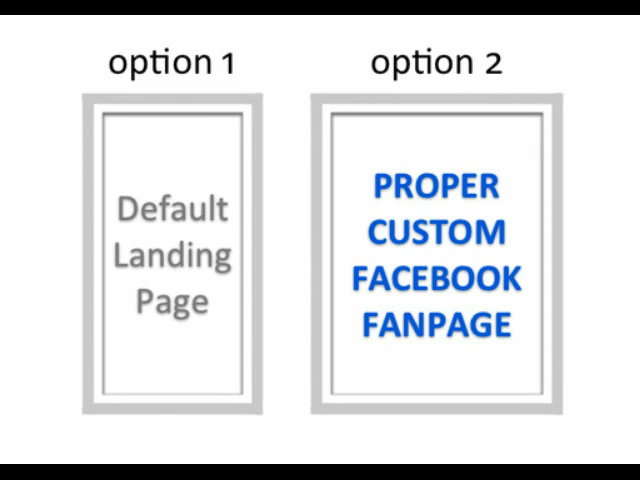 option 1
option 2
Default
Landing
Page
PROPER
CUSTOM
FACEBOOK
FANPAGE